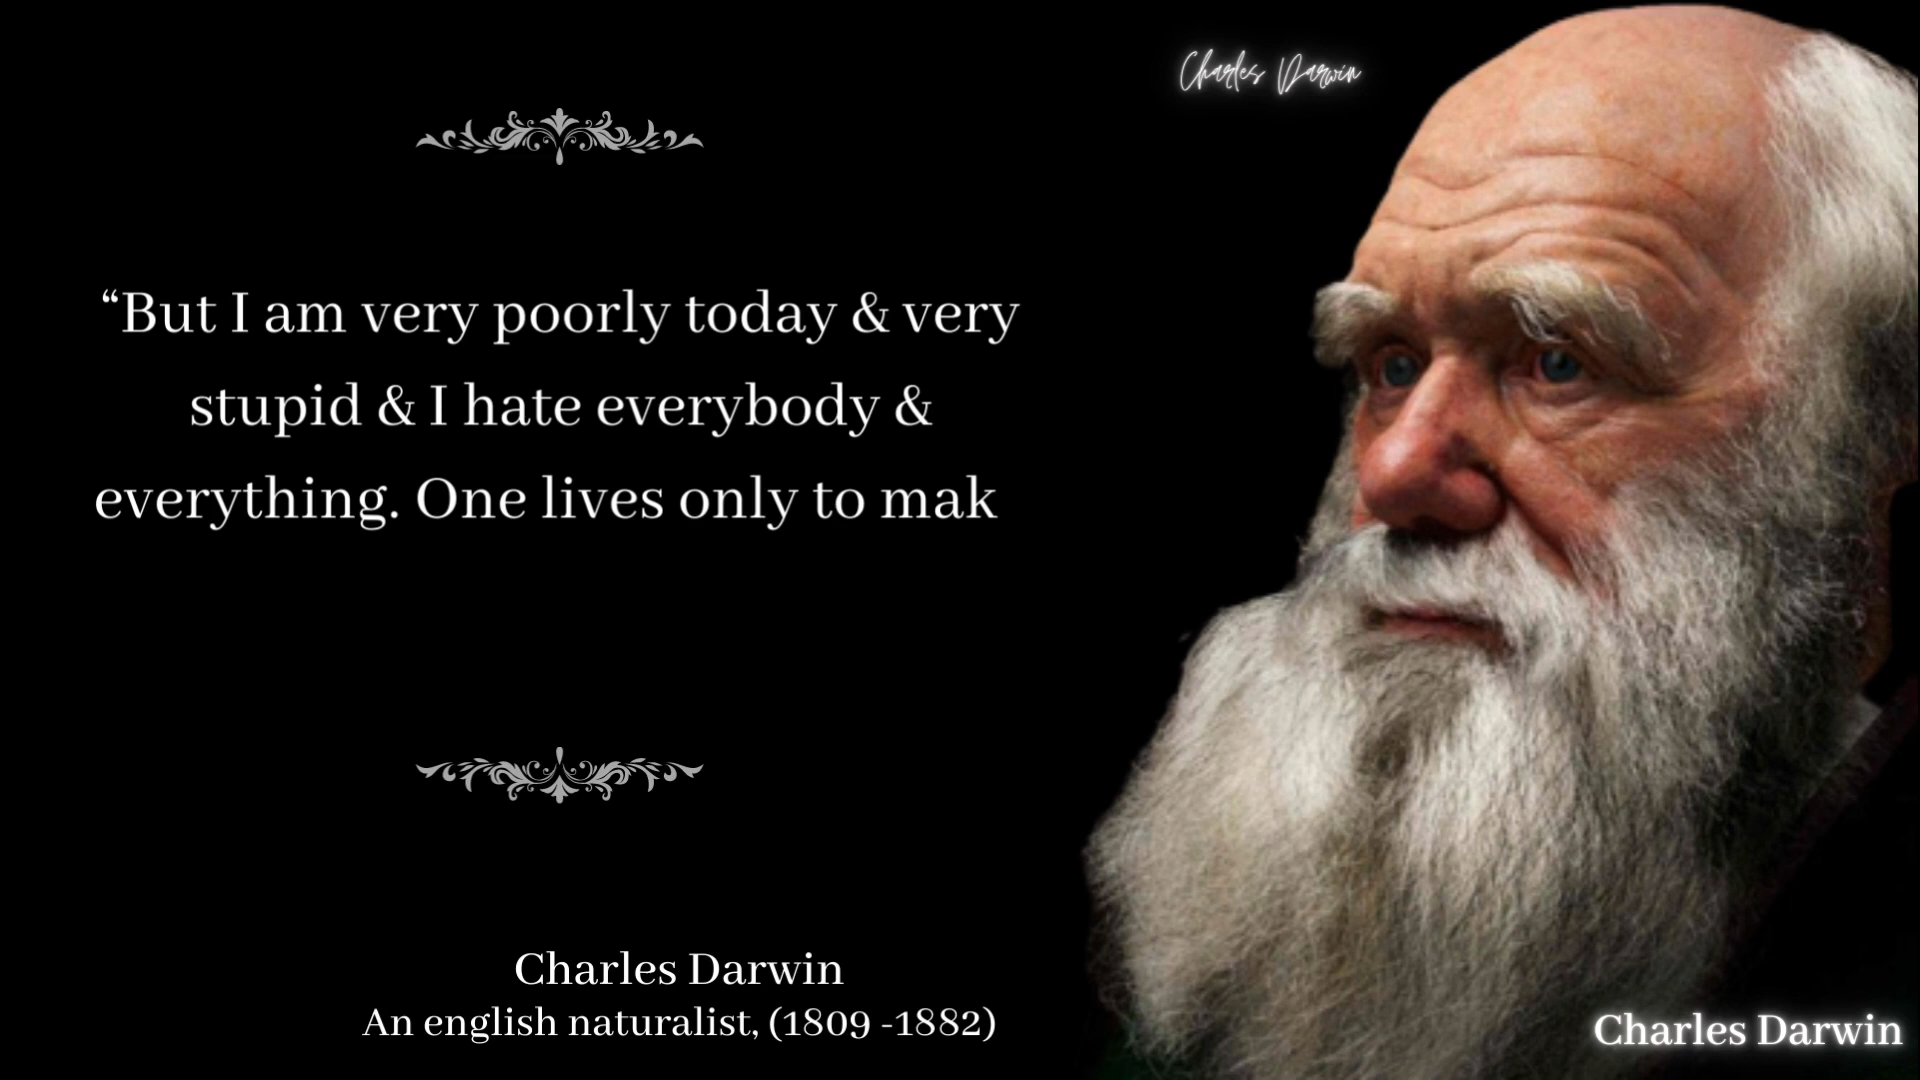 Charles Darwin
“But I am very poorly today & very
stupid & I hate everybody &
everything. One lives only to mak
Charles Darwin
An english naturalist, (1809 -1882)
Charles Darwin